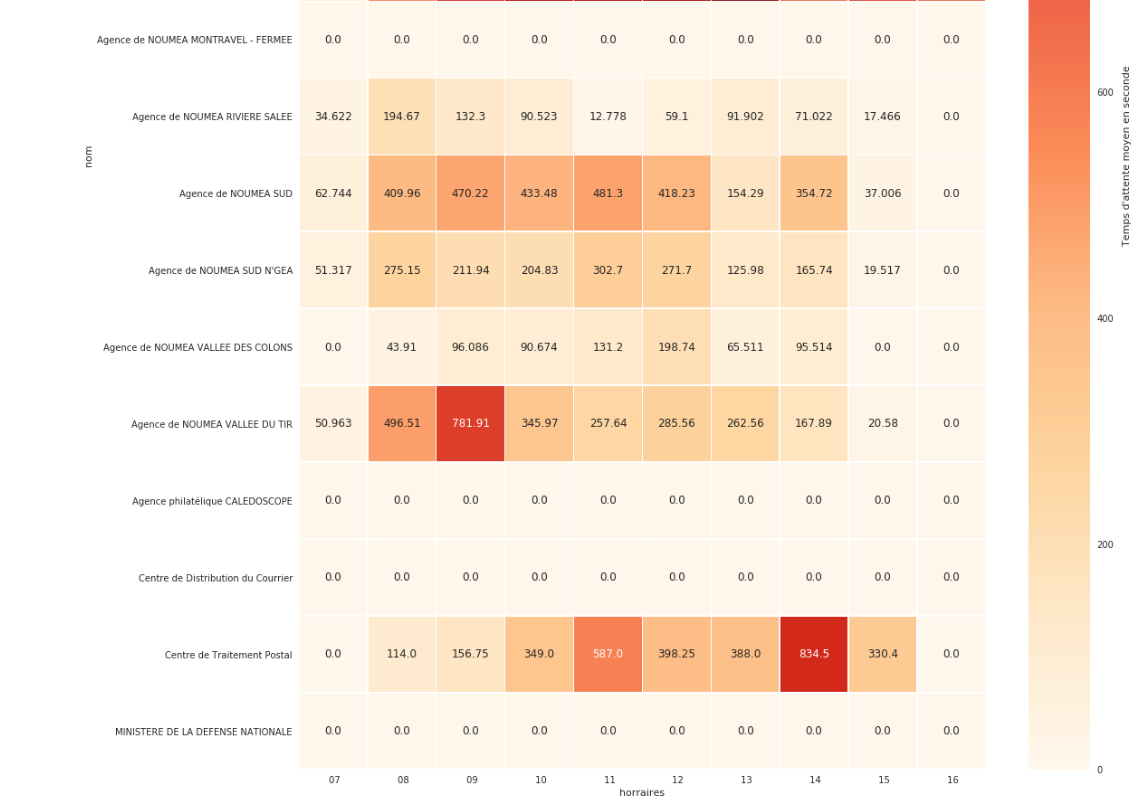 Agence de NOUMEA MONTRAVEL - FERMEE 0.0 0.0 0.0 0.0 0.0 0.0 0.0 0.0 0.0 0.0
Agence de NOUMEA RIVIERE SALEE 34.622 194.67 132.3 90.523 12.778 59.1 91.902 71.022 17.466 0.0
Agence de NOUMEA SUD 62.744 409.96 470.22 433.48 481.3 418.23 154.29 354.72 37.006 0.0
Agence de NOUMEA SUD N'GEA 51.317 275.15 211.94 204.83 302.7 271.7 125.98 165.74 19.517 0.0
Agence de NOUMEA VALLEE DES COLONS 0.0 43.91 96.086 90.674 131.2 198.74 65.511 95.514 0.0 0.0
Agence de NOUMEA VALLEE DU TIR 50.963 496.51 781.91 345.97 257.64 285.56 262.56 167.89 20.58 0.0
Agence philatélique CALEDOSCOPE 0.0 0.0 0.0 0.0 0.0 0.0 0.0 0.0 0.0 0.0
Centre de Distribution du Courrier 0.0 0.0 0.0 0.0 0.0 0.0 0.0 0.0 0.0 0.0
Centre de Traitement Postal 0.0 114.0 156.75 349.0 587.0 398.25 388.0 834.5 330.4 0.0
MINISTERE DE LA DEFENSE NATIONALE 0.0 0.0 0.0 0.0 0.0 0.0 0.0 0.0 0.0 0.0
07 08 09 10 11 12 13 14 15 16
horraires
nom
600
400
200
0
Temps d'attente moyen en seconde